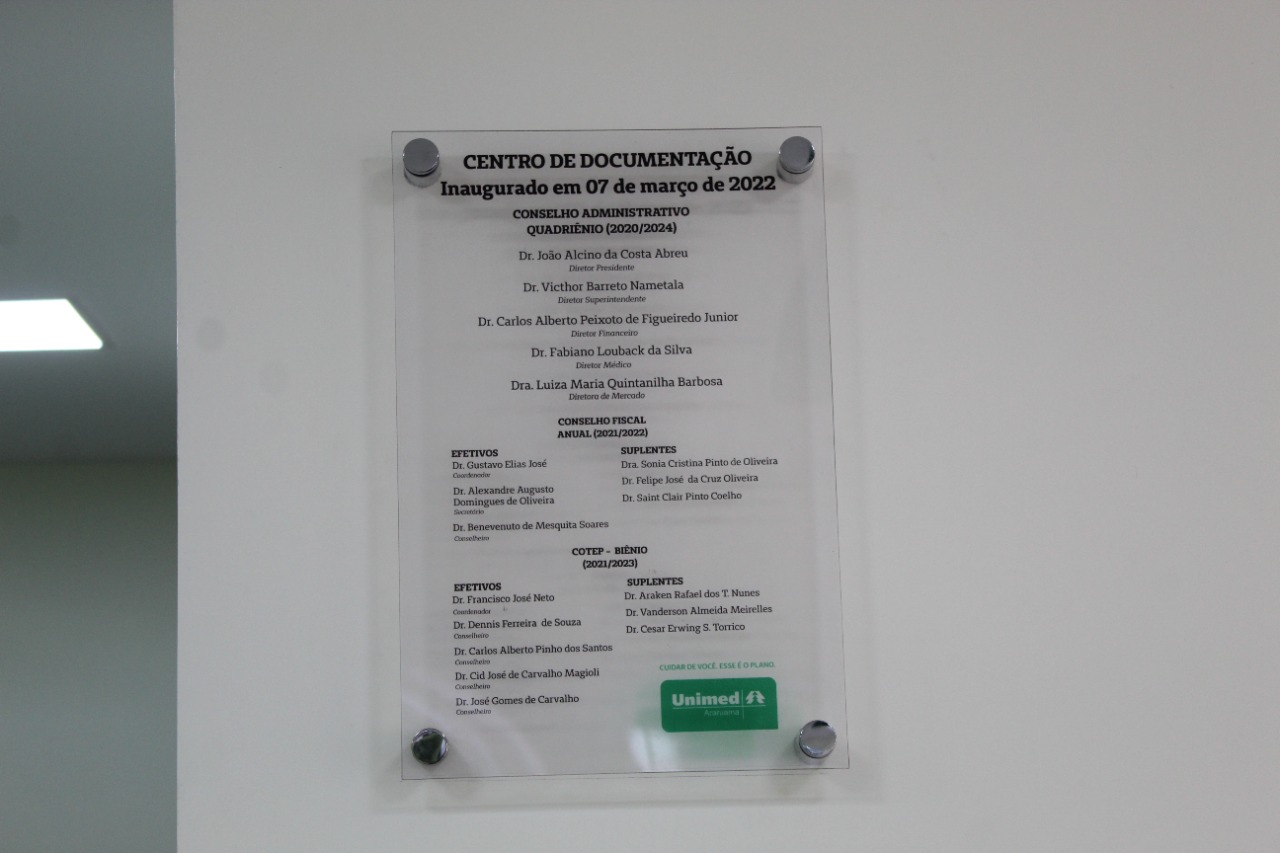 CENTRO DE DOCUMENTAÇÃO
Inaugurado em 07 de março de 2022
CONSELHO ADMINISTRATIVO
QUADRIÊNIO (2020/2024)
Dr. João Alcino da Costa Abreu
Diretor Presidente
Dr. Victhor Barreto Nametala
Diretor Superintendente
Dr. Carlos Alberto Peixoto de Figueiredo Junior
Diretor Financeiro
Dr. Fabiano Louback da Silva
Diretor Médico
Dra. Luiza Maria Quintanilha Barbosa
Diretora de Mercado
CONSELHO FISCAL
ANUAL (2021/2022)
EFETIVOS
Dr. Gustavo Elias José
Coordenador
Dr. Alexandre Augusto
Domingues de Oliveira
Secretário
Dr. Benevenuto de Mesquita Soares
Conselheiro
SUPLENTES
Dra. Sonia Cristina Pinto de Oliveira
Dr. Felipe José da Cruz Oliveira
Dr. Saint Clair Pinto Coelho
COTEP - BIÊNIO
(2021/2023)
EFETIVOS
Dr. Francisco José Neto
Coordenador
Dr. Dennis Ferreira de Souza
Conselheiro
Dr. Carlos Alberto Pinho dos Santos
Conselheiro
Dr. Cid José de Carvalho Magioli
Conselheiro
Dr. José Gomes de Carvalho
Conselheiro
SUPLENTES
Dr. Araken Rafael dos T. Nunes
Dr. Vanderson Almeida Meirelles
Dr. Cesar Erwing S. Torrico
CUIDAR DE VOCÊ. ESSE É O PLANO.
Unimed
Araruama